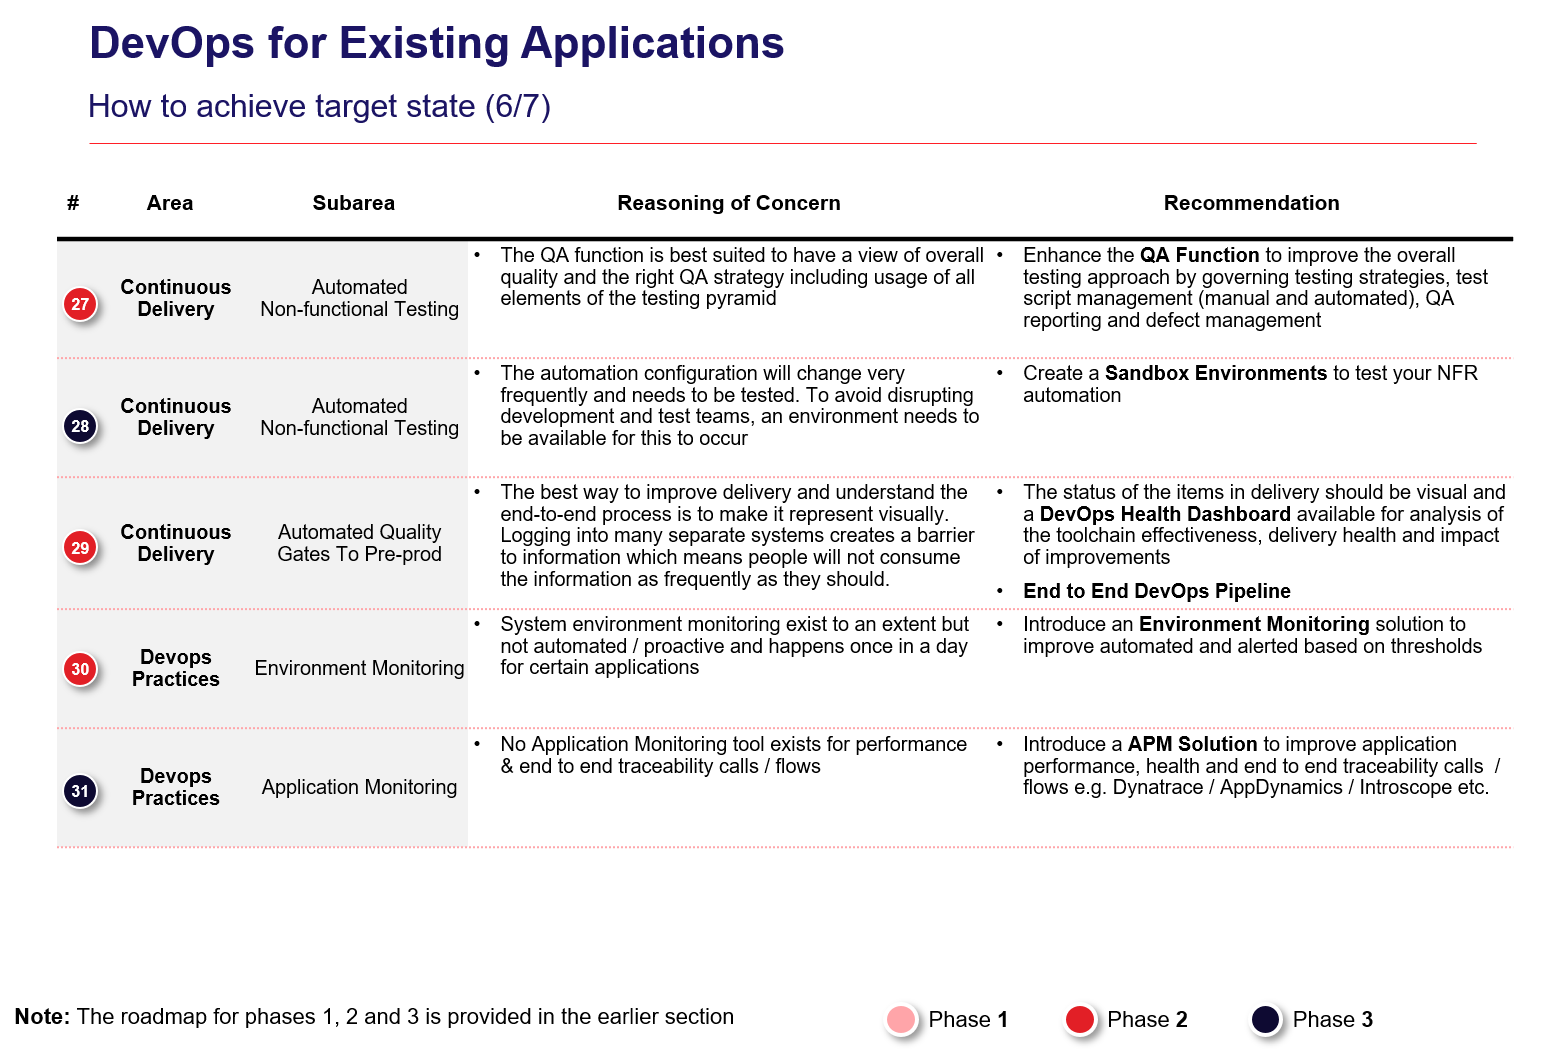 DevOps for Existing Applications
How to achieve target state (6/7)
# Area Subarea Reasoning of Concern Recommendation
27
Continuous
Delivery
Automated
Non-functional Testing
• The QA function is best suited to have a view of overall
quality and the right QA strategy including usage of all
elements of the testing pyramid
• Enhance the QA Function to improve the overall
testing approach by governing testing strategies, test
script management (manual and automated), QA
reporting and defect management
28
Continuous
Delivery
Automated
Non-functional Testing
• The automation configuration will change very
frequently and needs to be tested. To avoid disrupting
development and test teams, an environment needs to
be available for this to occur
• Create a Sandbox Environments to test your NFR
automation
29
Continuous
Delivery
Automated Quality
Gates To Pre-prod
• The best way to improve delivery and understand the
end-to-end process is to make it represent visually.
Logging into many separate systems creates a barrier
to information which means people will not consume
the information as frequently as they should.
• The status of the items in delivery should be visual and
a DevOps Health Dashboard available for analysis of
the toolchain effectiveness, delivery health and impact
of improvements
• End to End DevOps Pipeline
30
Devops
Practices
Environment Monitoring
• System environment monitoring exist to an extent but
not automated / proactive and happens once in a day
for certain applications
• Introduce an Environment Monitoring solution to
improve automated and alerted based on thresholds
31
Devops
Practices
Application Monitoring
• No Application Monitoring tool exists for performance
& end to end traceability calls / flows
• Introduce a APM Solution to improve application
performance, health and end to end traceability calls /
flows e.g. Dynatrace / AppDynamics / Introscope etc.
Note: The roadmap for phases 1, 2 and 3 is provided in the earlier section
Phase 1
Phase 2
Phase 3